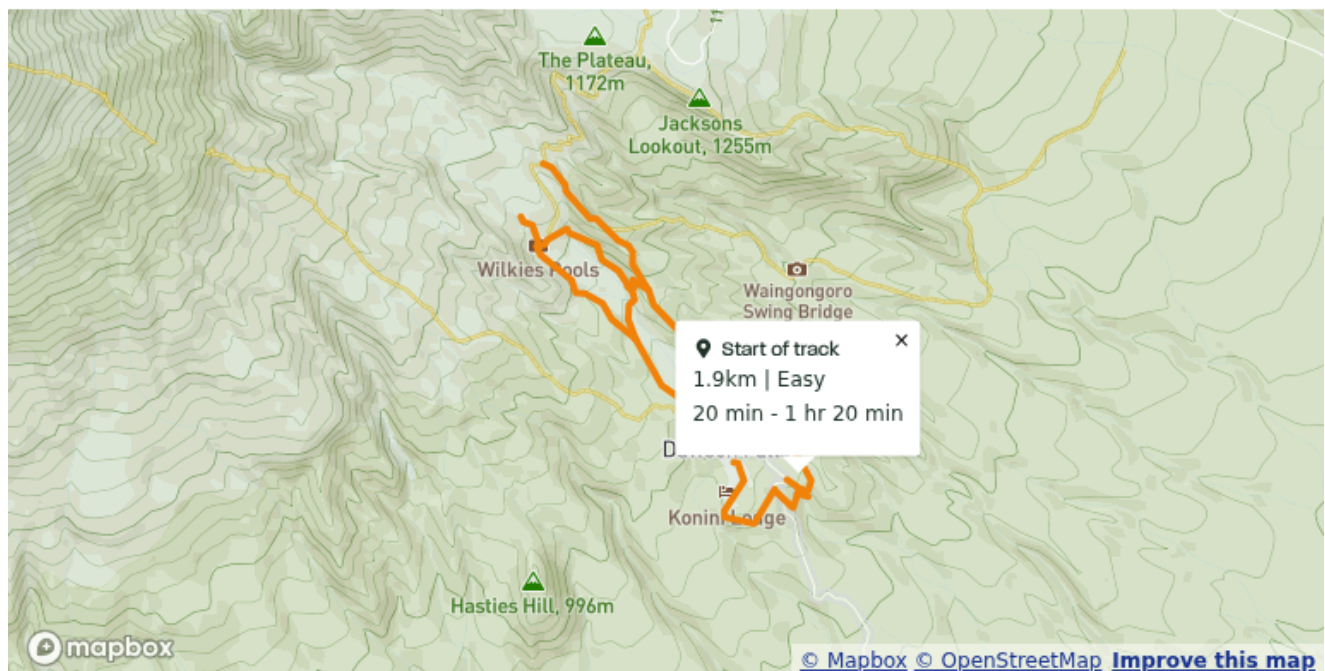 The Plateau,
1172m
Jacksons
Lookout, 1255m
Wilkies Pools
Waingongoro
Swing Bridge
Start of track
×
1.9km | Easy
20 min - 1 hr 20 min
Konini Lodge
Hasties Hill, 996m
mapbox
© Mapbox © OpenStreetMap Improve this map